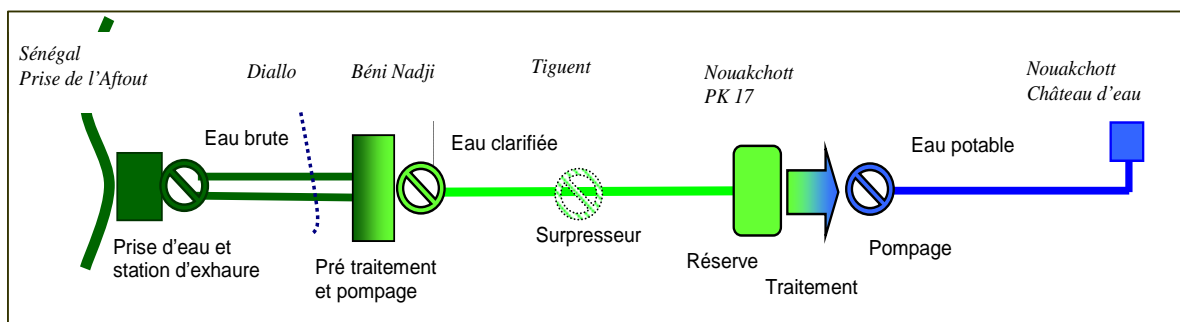 Sénégal
Prise de l'Aftout
Diallo
Béni Nadji
Tiguent
Nouakchott
PK 17
Nouakchott
Château d'eau
Eau brute
Eau clarifiée
Eau potable
Prise d'eau et
station d'exhaure
Pré traitement
et pompage
Surpresseur
Réserve
Traitement
Pompage